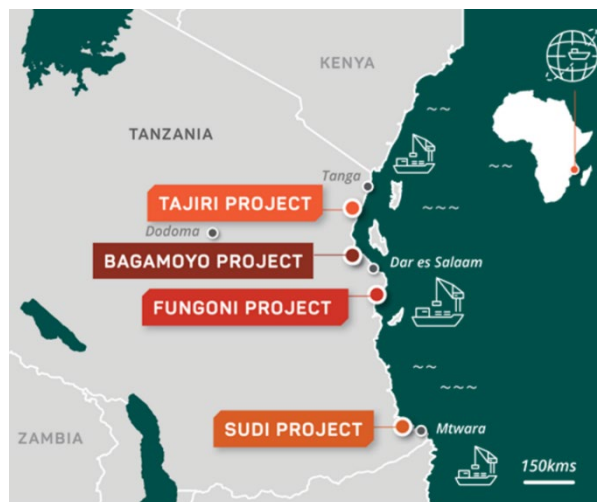 KENYA
TANZANIA
Tanga
TAJIRI PROJECT
Dodoma
BAGAMOYO PROJECT
Dar es Salaam
FUNGONI PROJECT
SUDI PROJECT
Mtwara
ZAMBIA
150kms